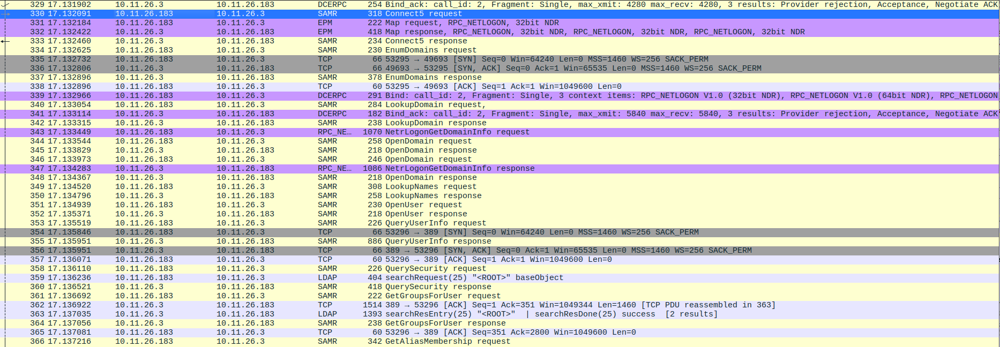 329 17.131902 10.11.26.3 10.11.26.183 DCERPC 254 Bind_ack: call_id: 2, Fragment: Single, max_xmit: 4280 max_recv: 4280, 3 results: Provider rejection, Acceptance, Negotiate ACK
330 17.132091 10.11.26.183 10.11.26.3 SAMR 318 Connect5 request
331 17.132184 10.11.26.183 10.11.26.3 EPM 222 Map request, RPC_NETLOGON, 32bit NDR
332 17.132422 10.11.26.3 10.11.26.183 EPM 418 Map response, RPC_NETLOGON, 32bit NDR, RPC_NETLOGON, 32bit NDR, RPC_NETLOGON, 32bit NDR
333 17.132460 10.11.26.3 10.11.26.183 SAMR 234 Connect5 response
334 17.132625 10.11.26.183 10.11.26.3 SAMR 230 EnumDomains request
335 17.132732 10.11.26.183 10.11.26.3 TCP 66 53295 → 49693 [SYN] Seq=0 Win=64240 Len=0 MSS=1460 WS=256 SACK_PERM
336 17.132806 10.11.26.3 10.11.26.183 TCP 66 49693 → 53295 [SYN, ACK] Seq=0 Ack=1 Win=65535 Len=0 MSS=1460 WS=256 SACK_PERM
337 17.132896 10.11.26.3 10.11.26.183 SAMR 378 EnumDomains response
338 17.132896 10.11.26.183 10.11.26.3 TCP 60 53295 → 49693 [ACK] Seq=1 Ack=1 Win=1049600 Len=0
339 17.132966 10.11.26.183 10.11.26.3 DCERPC 291 Bind: call_id: 2, Fragment: Single, 3 context items: RPC_NETLOGON V1.0 (32bit NDR), RPC_NETLOGON V1.0 (64bit NDR), RPC_NETLOGON
340 17.133054 10.11.26.183 10.11.26.3 SAMR 284 LookupDomain request,
341 17.133114 10.11.26.3 10.11.26.183 DCERPC 182 Bind_ack: call_id: 2, Fragment: Single, max_xmit: 5840 max_recv: 5840, 3 results: Provider rejection, Acceptance, Negotiate ACK
342 17.133315 10.11.26.3 10.11.26.183 SAMR 238 LookupDomain response
343 17.133449 10.11.26.183 10.11.26.3 RPC_NE… 1070 NetrLogonGetDomainInfo request
344 17.133544 10.11.26.183 10.11.26.3 SAMR 258 OpenDomain request
345 17.133829 10.11.26.3 10.11.26.183 SAMR 218 OpenDomain response
346 17.133973 10.11.26.183 10.11.26.3 SAMR 246 OpenDomain request
347 17.134283 10.11.26.3 10.11.26.183 RPC_NE… 1086 NetrLogonGetDomainInfo response
348 17.134367 10.11.26.3 10.11.26.183 SAMR 218 OpenDomain response
349 17.134520 10.11.26.183 10.11.26.3 SAMR 308 LookupNames request
350 17.134796 10.11.26.3 10.11.26.183 SAMR 258 LookupNames response
351 17.134939 10.11.26.183 10.11.26.3 SAMR 230 OpenUser request
352 17.135371 10.11.26.3 10.11.26.183 SAMR 218 OpenUser response
353 17.135519 10.11.26.183 10.11.26.3 SAMR 226 QueryUserInfo request
354 17.135846 10.11.26.183 10.11.26.3 TCP 66 53296 → 389 [SYN] Seq=0 Win=64240 Len=0 MSS=1460 WS=256 SACK_PERM
355 17.135951 10.11.26.3 10.11.26.183 SAMR 886 QueryUserInfo response
356 17.135951 10.11.26.3 10.11.26.183 TCP 66 389 → 53296 [SYN, ACK] Seq=0 Ack=1 Win=65535 Len=0 MSS=1460 WS=256 SACK_PERM
357 17.136071 10.11.26.183 10.11.26.3 TCP 60 53296 → 389 [ACK] Seq=1 Ack=1 Win=1049600 Len=0
358 17.136110 10.11.26.183 10.11.26.3 SAMR 226 QuerySecurity request
359 17.136236 10.11.26.183 10.11.26.3 LDAP 404 searchRequest(25) "<ROOT>" baseObject
360 17.136521 10.11.26.3 10.11.26.183 SAMR 418 QuerySecurity response
361 17.136692 10.11.26.183 10.11.26.3 SAMR 222 GetGroupsForUser request
362 17.136922 10.11.26.3 10.11.26.183 TCP 1514 389 → 53296 [ACK] Seq=1 Ack=351 Win=1049344 Len=1460 [TCP PDU reassembled in 363]
363 17.137035 10.11.26.3 10.11.26.183 LDAP 1393 searchResEntry(25) "<ROOT>" | searchResDone(25) success [2 results]
364 17.137056 10.11.26.3 10.11.26.183 SAMR 238 GetGroupsForUser response
365 17.137081 10.11.26.183 10.11.26.3 TCP 60 53296 → 389 [ACK] Seq=351 Ack=2800 Win=1049600 Len=0
366 17.137216 10.11.26.183 10.11.26.3 SAMR 342 GetAliasMembership request